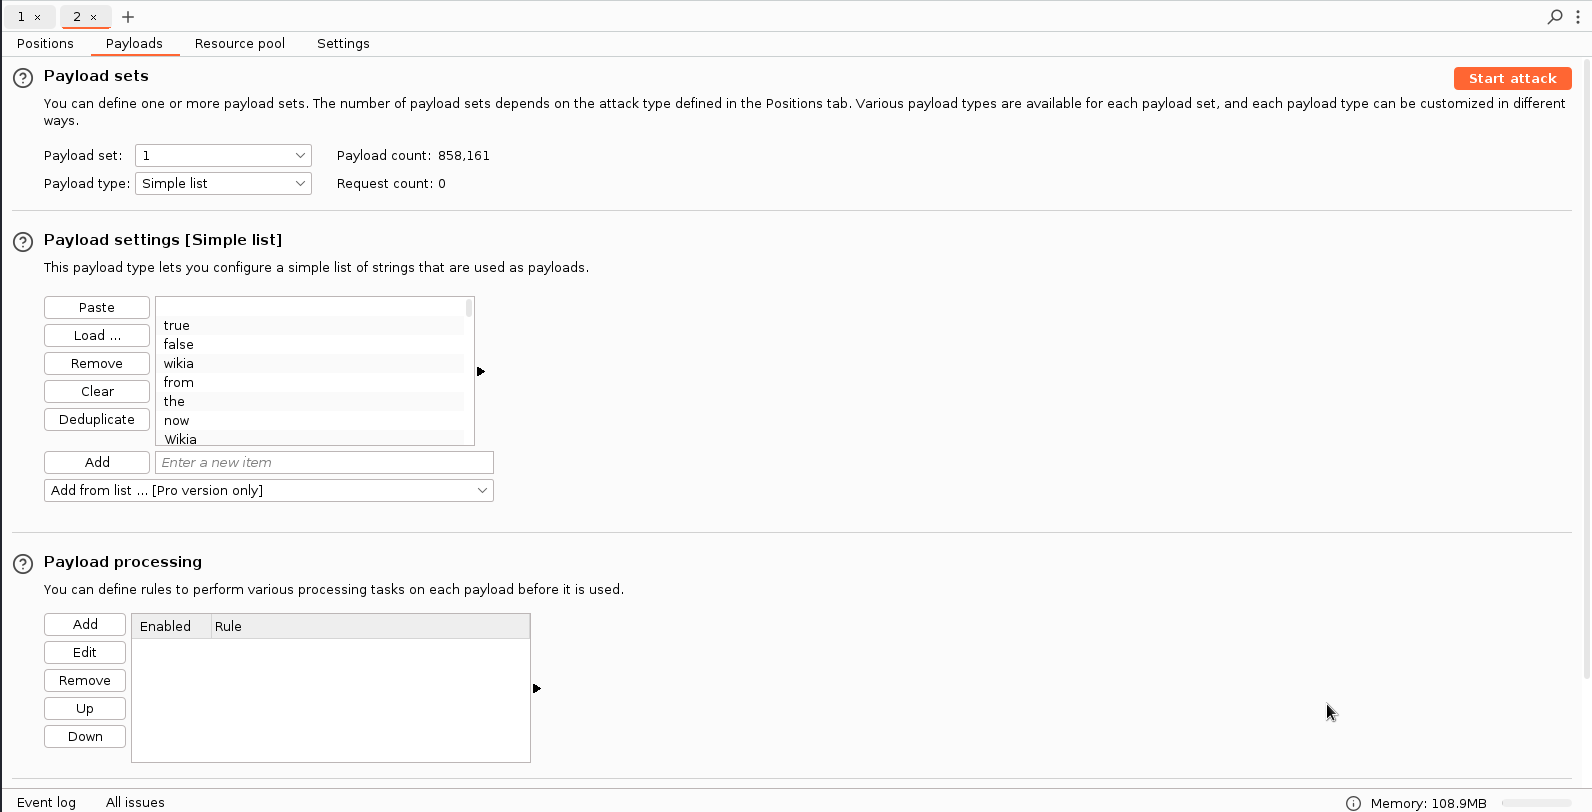 1 × 2 × +
Positions Payloads Resource pool Settings
? Payload sets Start attack
You can define one or more payload sets. The number of payload sets depends on the attack type defined in the Positions tab. Various payload types are available for each payload set, and each payload type can be customized in different
ways.
Payload set: 1 Payload count: 858,161
Payload type: Simple list Request count: 0
? Payload settings [Simple list]
This payload type lets you configure a simple list of strings that are used as payloads.
Paste
Load ...
Remove
Clear
Deduplicate
true
false
wikia
from
the
now
Wikia
Add Enter a new item
Add from list ... [Pro version only]
? Payload processing
You can define rules to perform various processing tasks on each payload before it is used.
Add
Edit
Remove
Up
Down
Enabled Rule
Event log All issues Memory: 108.9MB